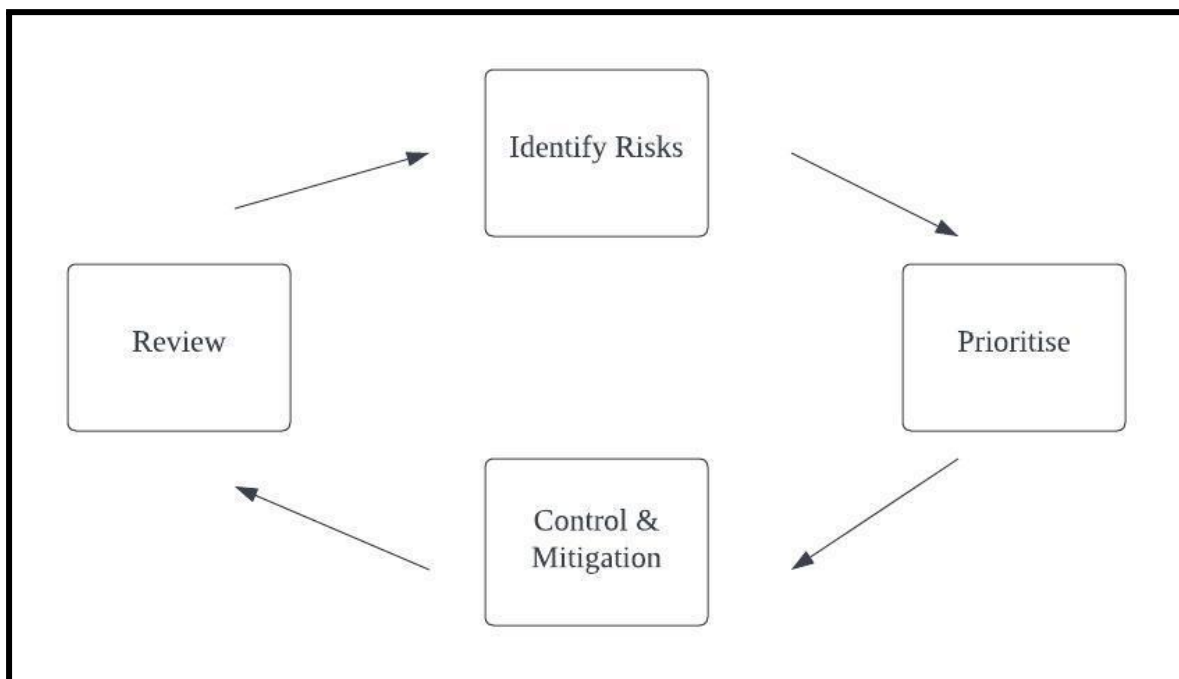 Identify Risks
Review
Prioritise
Control &
Mitigation